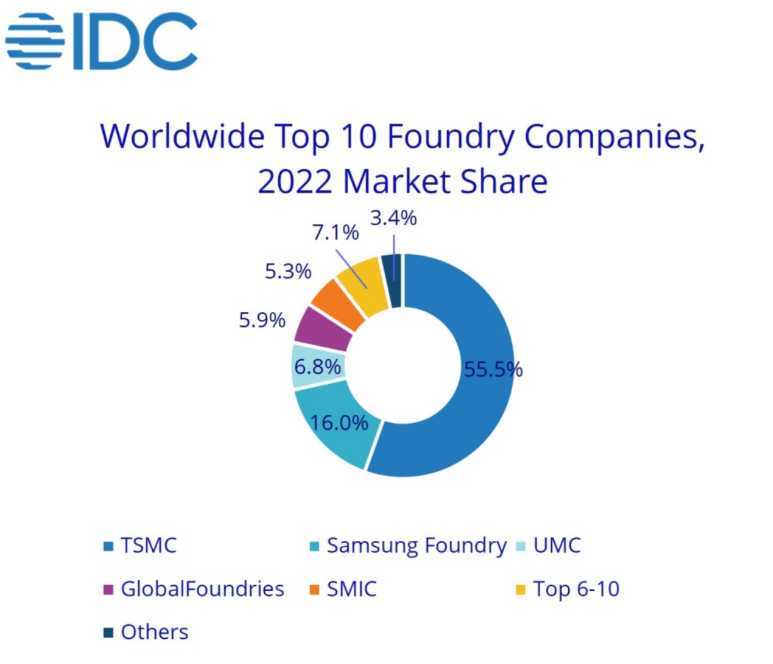 IDC
Worldwide Top 10 Foundry Companies,
2022 Market Share
3.4%
7.1%
5.3%
5.9%
6.8%
55.5%
16.0%
TSMC
Samsung Foundry
UMC
GlobalFoundries
SMIC
Top 6-10
Others